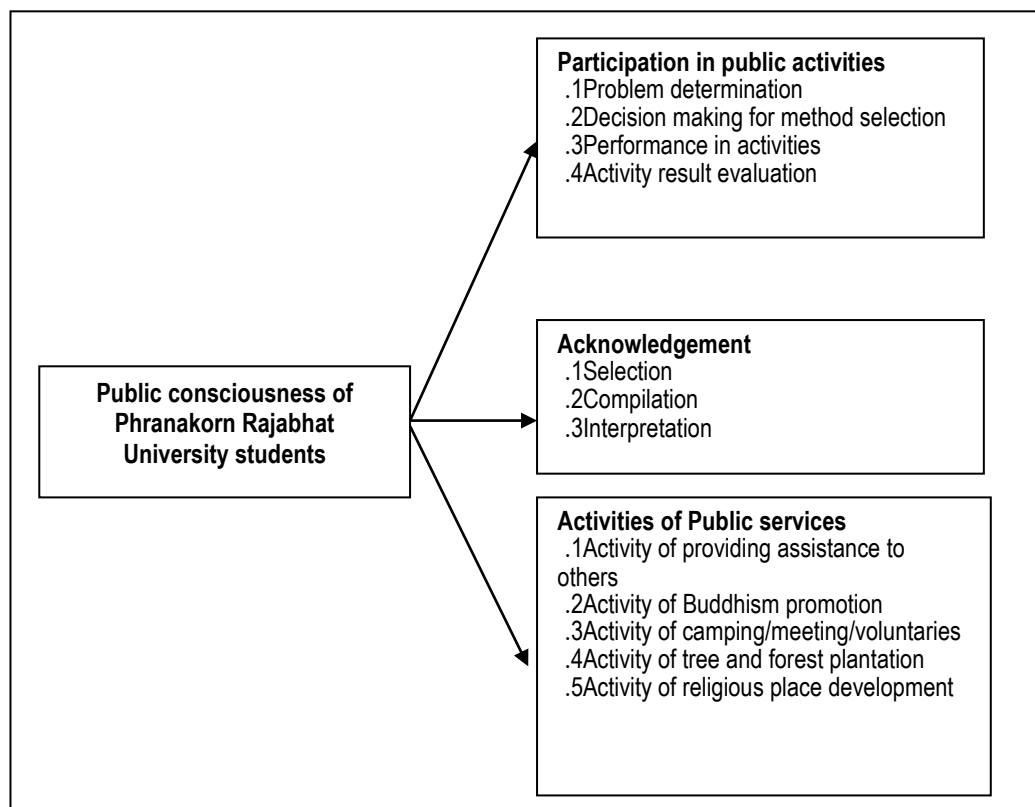 Participation in public activities
.1Problem determination
.2Decision making for method selection
.3Performance in activities
.4Activity result evaluation
Public consciousness of
Phranakorn Rajabhat
University students
Acknowledgement
.1Selection
.2Compilation
.3Interpretation
Activities of Public services
.1Activity of providing assistance to
others
.2Activity of Buddhism promotion
.3Activity of camping/meeting/voluntaries
.4Activity of tree and forest plantation
.5Activity of religious place development